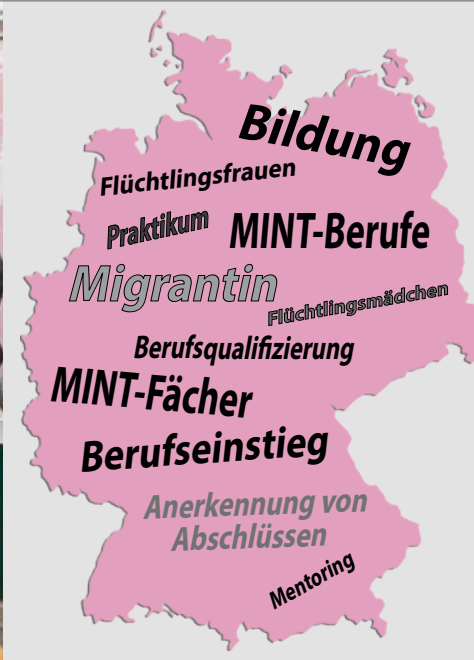 Bildung
Flüchtlingsfrauen
Praktikum
MINT-Berufe
Migrantin
Flüchtlingsmädchen
Berufsqualifizierung
MINT-Fächer
Berufseinstieg
Anerkennung von
Abschlüssen
Mentoring